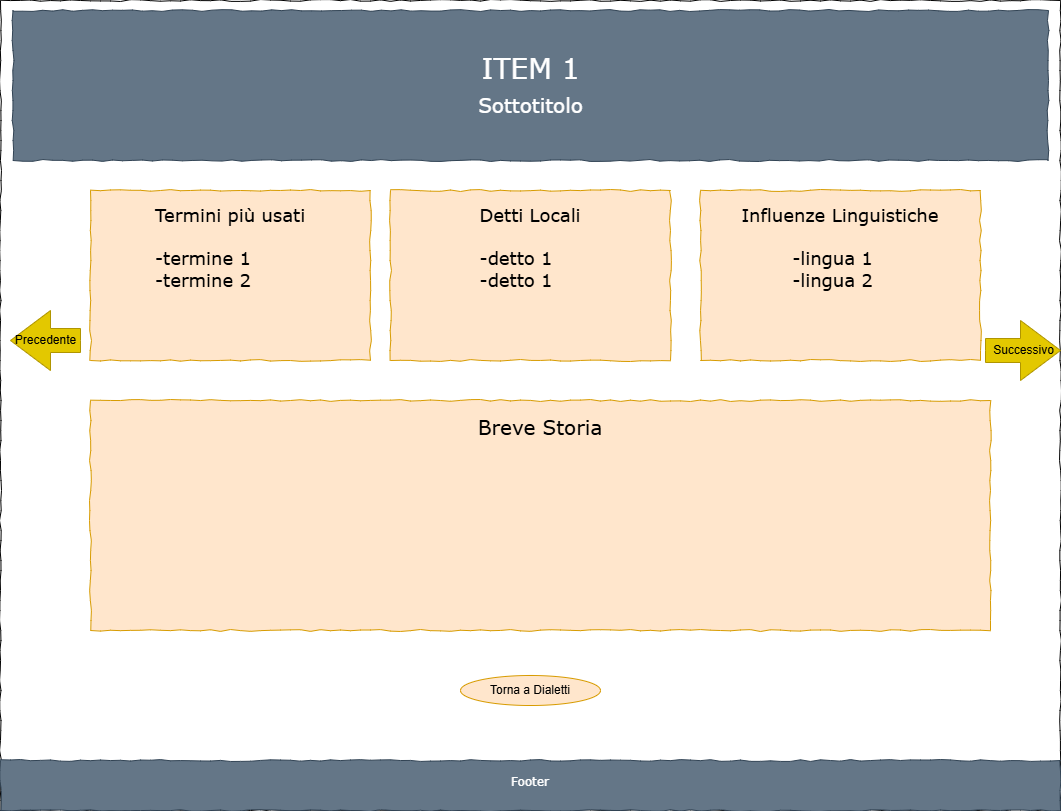 ITEM 1
Sottotitolo
Termini più usati
-termine 1
-termine 2
Detti Locali
-detto 1
-detto 1
Influenze Linguistiche
-lingua 1
-lingua 2
Precedente
Successivo
Breve Storia
Torna a Dialetti
Footer